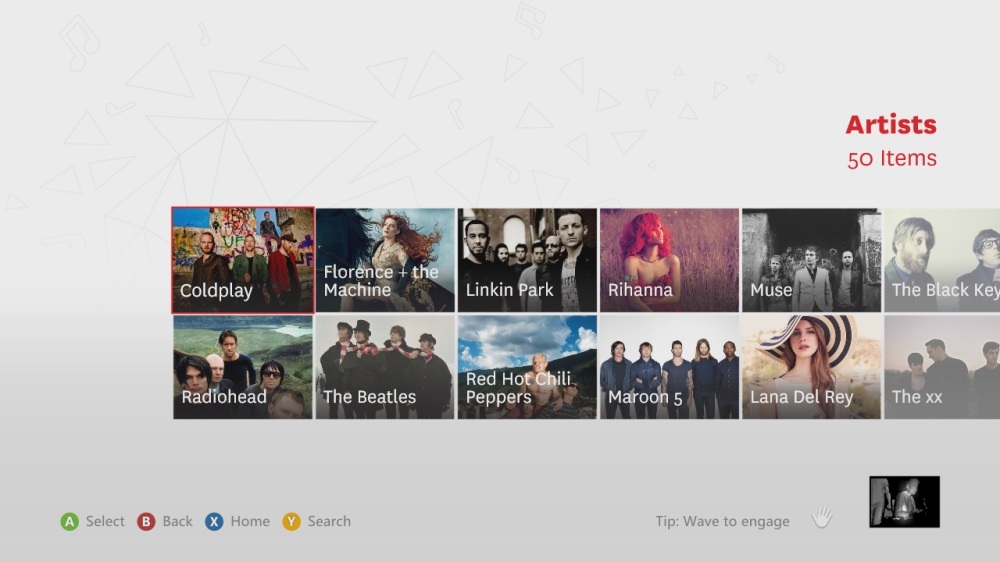 Artists
50 Items
Coldplay
Florence + the
Machine
Linkin Park
Rihanna
Muse
The Black Key
Radiohead
The Beatles
Red Hot Chili
Peppers
Maroon 5
Lana Del Rey
The xx
A Select B Back X Home Y Search
Tip: Wave to engage